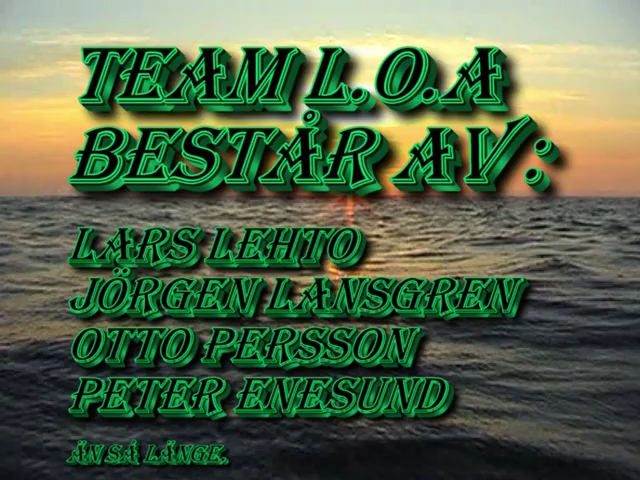 TEAM L.O.A
BESTÅR AV:
LARS LEHTO
JÖRGEN LANSGREN
OTTO PERSSON
PETER ENESUND
ÄN SÅ LÄNGE,